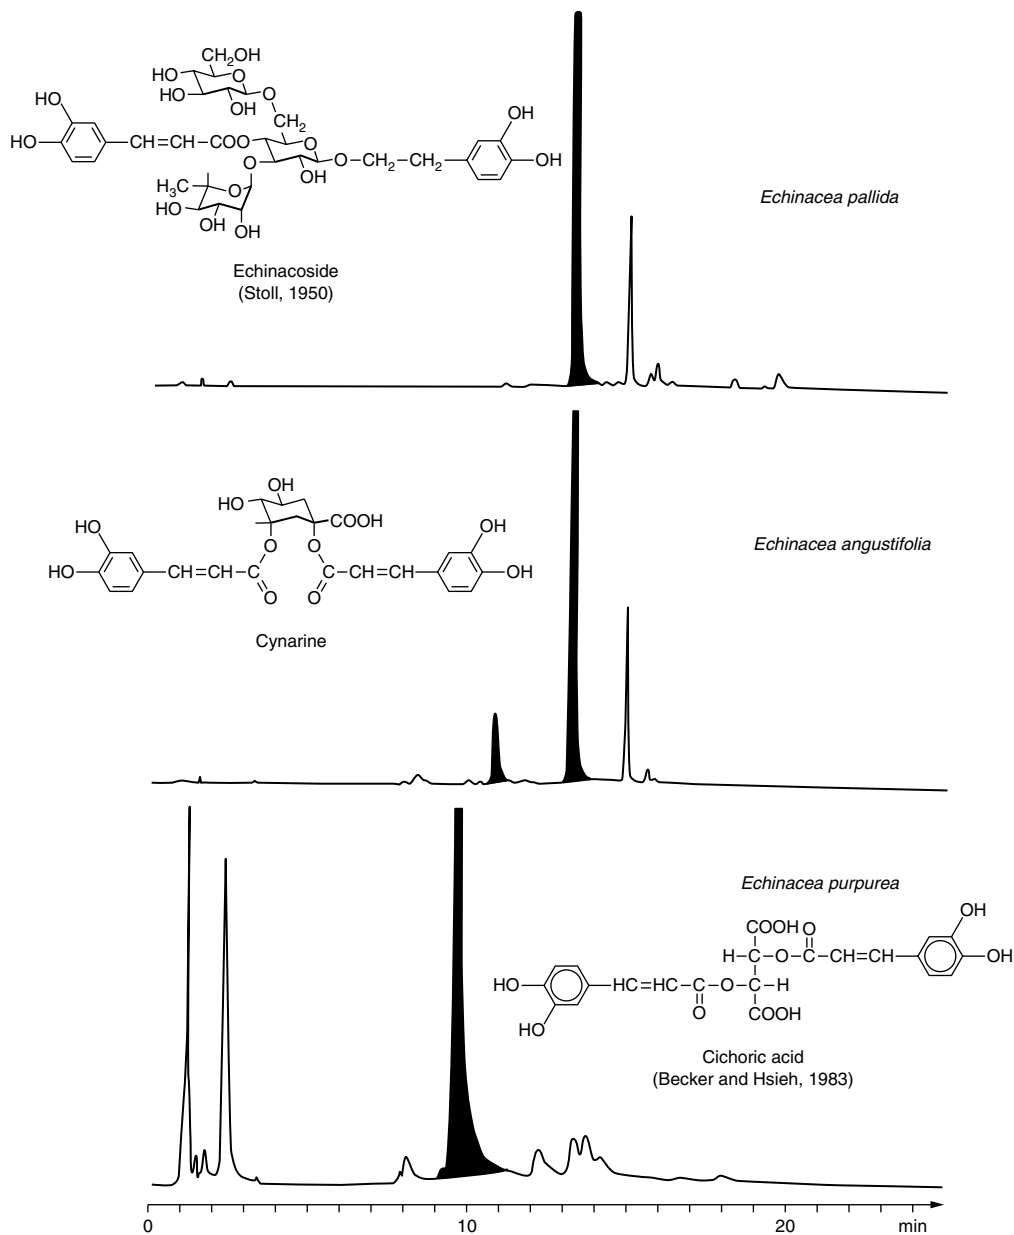 CH2OH
HO
O
HO
O
OH
HO
CH2
OH
HO
CH=CH—COO
O
O—CH2—CH2
OH
O
OH
H3C
O
HO
OH
OH
Echinacea pallida
Echinacoside
(Stoll, 1950)
OH
HO
COOH
HO
O
O
OH
Echinacea angustifolia
HO
CH=CH—C
C—CH=CH
OH
O
O
Cynarine
Echinacea purpurea
COOH
O
OH
H
O—C—CH=CH
OH
HO
HC=HC—C—O
H
O
COOH
HO
Cichoric acid
(Becker and Hsieh, 1983)
0
10
20
min